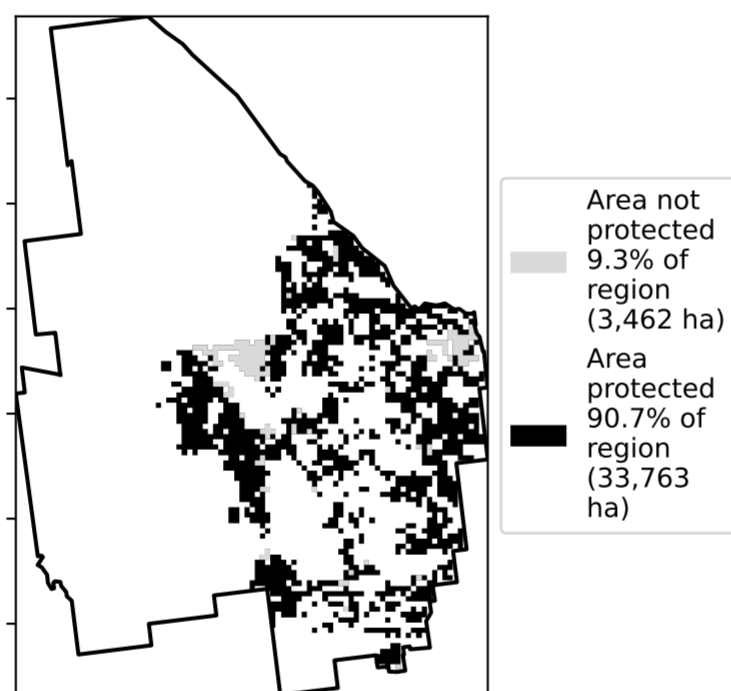 Area not
protected
9.3% of
region
(3,462 ha)
Area
protected
90.7% of
region
(33,763
ha)